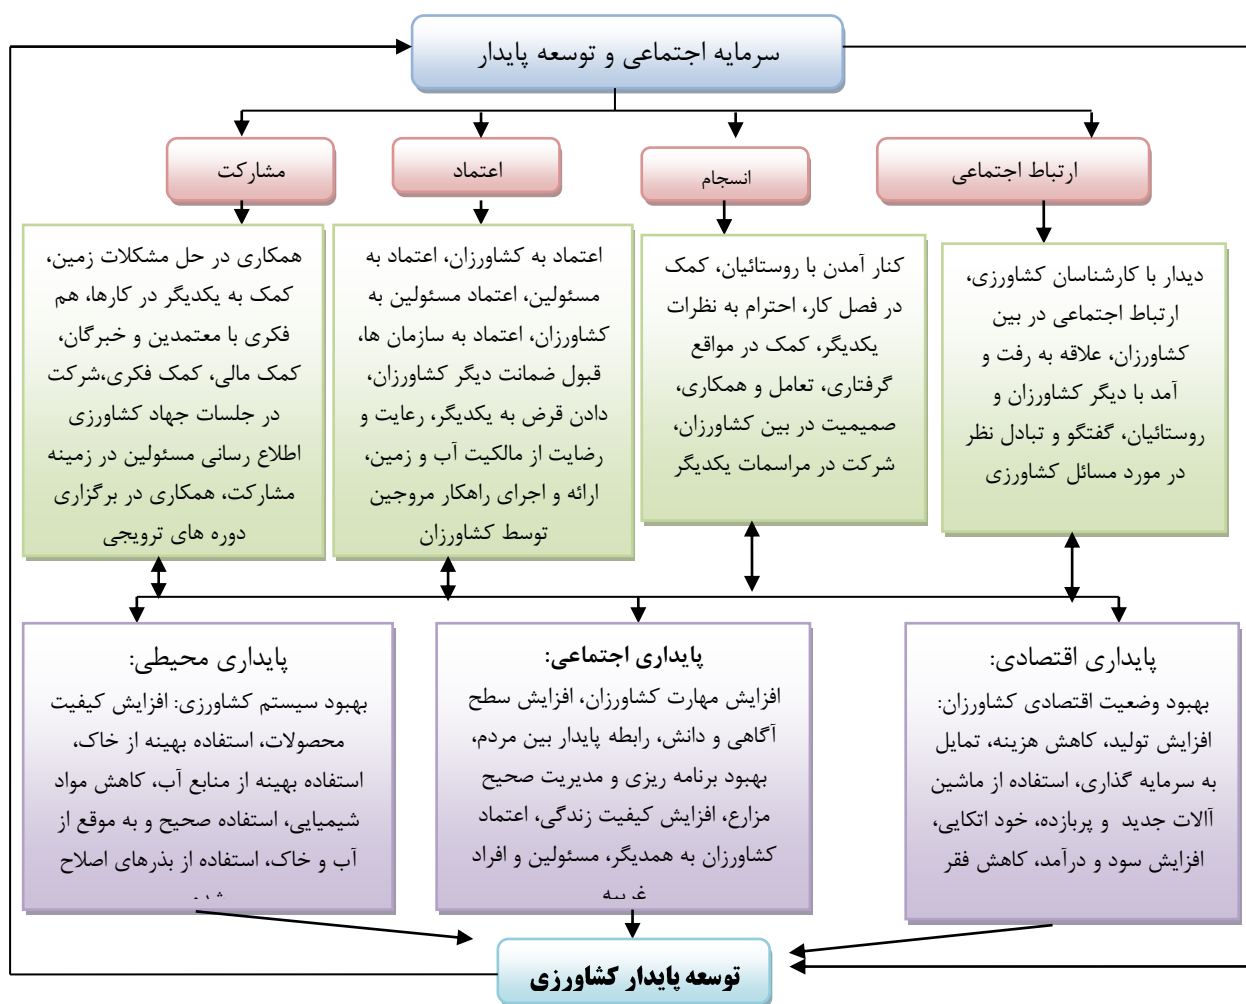 سرمایه اجتماعی و توسعه پایدار
ارتباط اجتماعی
انسجام
اعتماد
مشارکت
دیدار با کارشناسان کشاورزی،
ارتباط اجتماعی در بین
کشاورزان، علاقه به رفت و
آمد با دیگر کشاورزان و
روستائیان، گفتگو و تبادل نظر
در مورد مسائل کشاورزی
کنار آمدن با روستائیان، کمک
در فصل کار، احترام به نظرات
یکدیگر، کمک در مواقع
گرفتاری، تعامل و همکاری،
صمیمیت در بین کشاورزان،
شرکت در مراسمات یکدیگر
اعتماد به کشاورزان، اعتماد به
مسئولین، اعتماد مسئولین به
کشاورزان، اعتماد به سازمان ها،
قبول ضمانت دیگر کشاورزان،
دادن قرض به یکدیگر، رعایت و
رضایت از مالکیت آب و زمین،
ارائه و اجرای راهکار مروجین
توسط کشاورزان
همکاری در حل مشکلات زمین،
کمک به یکدیگر در کارها، هم
فکری با معتمدین و خبرگان،
کمک مالی، کمک فکری،شرکت
در جلسات جهاد کشاورزی
اطلاع رسانی مسئولین در زمینه
مشارکت، همکاری در برگزاری
دوره های ترویجی
پایداری اقتصادی:
بهبود وضعیت اقتصادی کشاورزان:
افزایش تولید، کاهش هزینه، تمایل
به سرمایه گذاری، استفاده از ماشین
آالات جدید و پربازده، خود اتکایی،
افزایش سود و درآمد، کاهش فقر
پایداری اجتماعی:
افزایش مهارت کشاورزان، افزایش سطح
آگاهی و دانش، رابطه پایدار بین مردم،
بهبود برنامه ریزی و مدیریت صحیح
مزارع، افزایش کیفیت زندگی، اعتماد
کشاورزان به همدیگر، مسئولین و افراد
غریبه
پایداری محیطی:
بهبود سیستم کشاورزی: افزایش کیفیت
محصولات، استفاده بهینه از خاک،
استفاده بهینه از منابع آب، کاهش مواد
شیمیایی، استفاده صحیح و به موقع از
آب و خاک، استفاده از بذرهای اصلاح
شده
توسعه پایدار کشاورزی